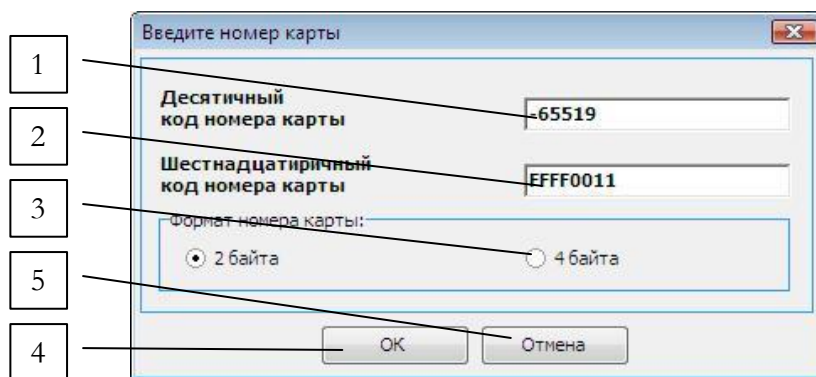 Введите номер карты
1
Десятичный
код номера карты
-65519
2
Шестнадцатиричный
код номера карты
FFFF0011
3
Формат номера карты:
2 байта
4 байта
5
4
OK
Отмена